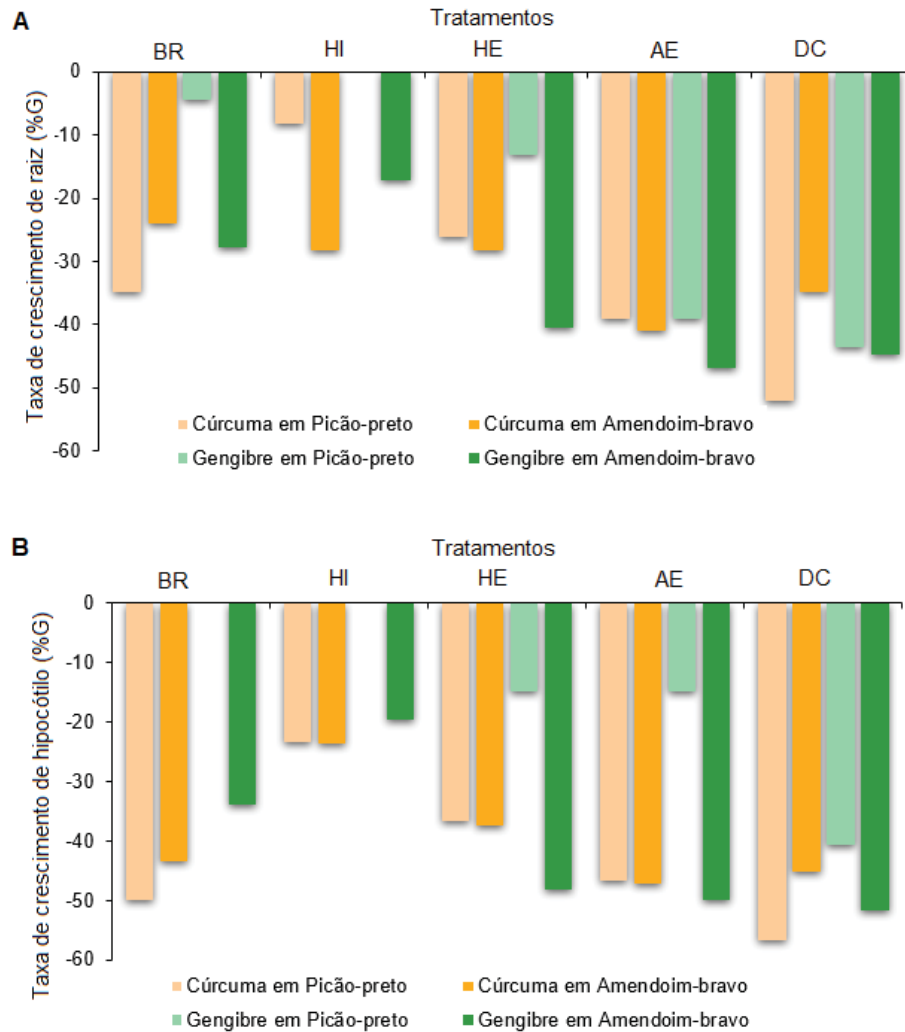 A
Tratamentos
BR HI HE AE DC
Taxa de crescimento de raiz (%G)
0
-10
-20
-30
-40
-50
-60
Cúrcuma em Picão-preto Cúrcuma em Amendoim-bravo
Gengibre em Picão-preto Gengibre em Amendoim-bravo
B
Tratamentos
BR HI HE AE DC
Taxa de crescimento de hipocótilo (%G)
0
-10
-20
-30
-40
-50
-60
Cúrcuma em Picão-preto Cúrcuma em Amendoim-bravo
Gengibre em Picão-preto Gengibre em Amendoim-bravo